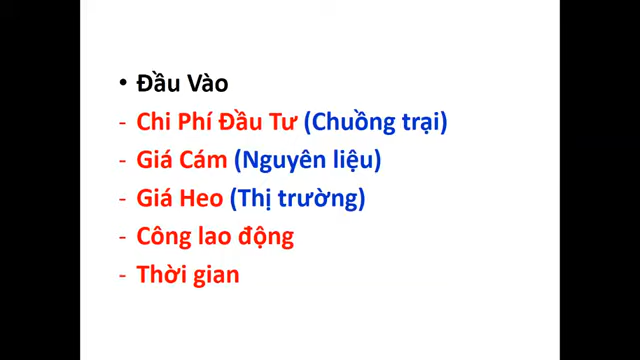 • Đầu Vào
- Chi Phí Đầu Tư (Chuồng trại)
- Giá Cám (Nguyên liệu)
- Giá Heo (Thị trường)
- Công lao động
- Thời gian